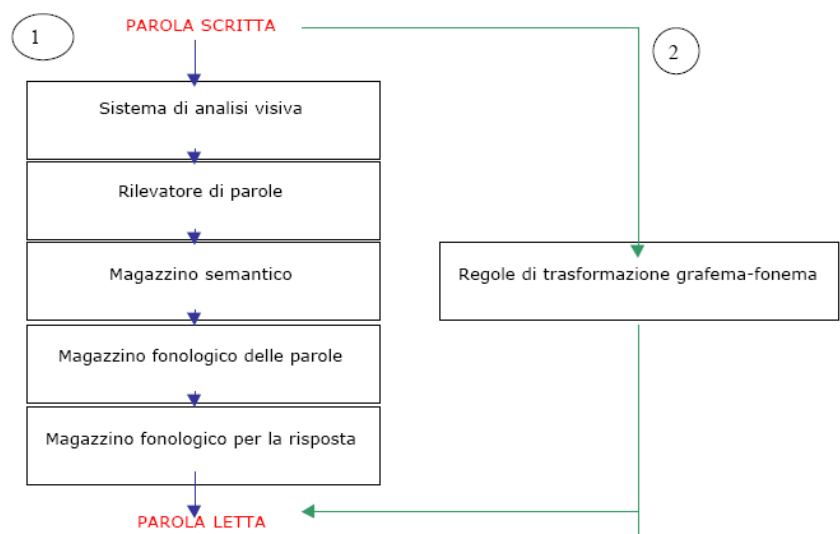 1
PAROLA SCRITTA
2
Sistema di analisi visiva
Rilevatore di parole
Magazzino semantico
Regole di trasformazione grafema-fonema
Magazzino fonologico delle parole
Magazzino fonologico per la risposta
PAROLA LETTA